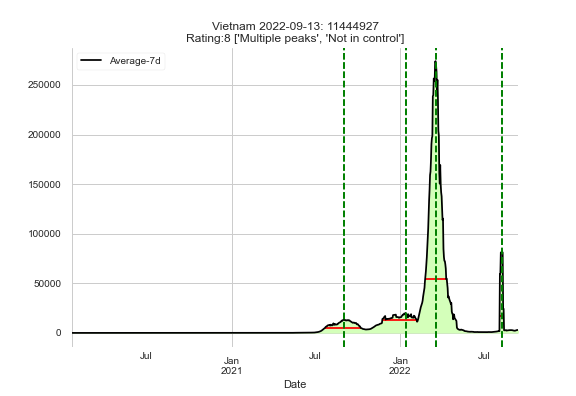 Vietnam 2022-09-13: 11444927
Rating:8 ['Multiple peaks', 'Not in control']
Average-7d
250000
200000
150000
100000
50000
0
Jul
Jan
2021
Jul
Jan
2022
Jul
Date